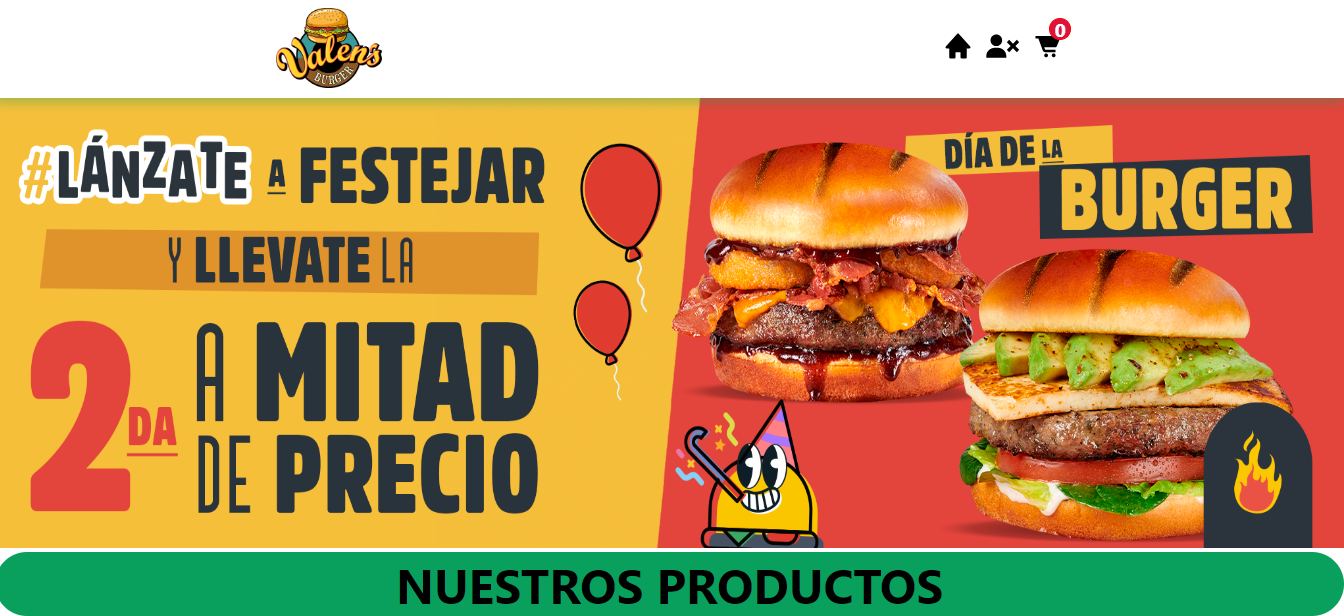 Valen's
BURGER
0
#LÁNZATE A FESTEJAR
Y LLEVATE LA
2DA A MITAD
DE PRECIO
DÍA DE LA
BURGER
NUESTROS PRODUCTOS